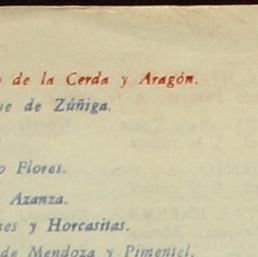 de la Cerda y Aragón.
de Zúñiga.
Flores.
Azanza.
y Horcasitas.
de Mendoza y Pimentel.